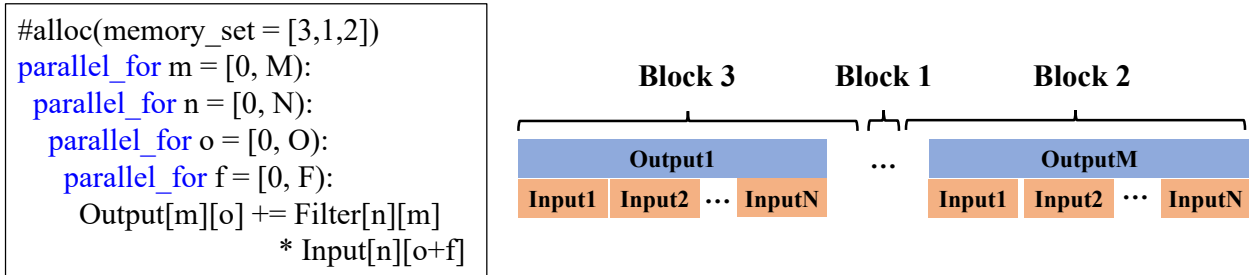 #alloc(memory_set = [3,1,2])
parallel_for m = [0, M):
parallel_for n = [0, N):
parallel_for o = [0, O):
parallel_for f = [0, F):
Output[m][o] += Filter[n][m]
* Input[n][o+f]
Block 3 Block 1 Block 2
Output1 ... OutputM
Input1 Input2 ... InputN Input1 Input2 ... InputN